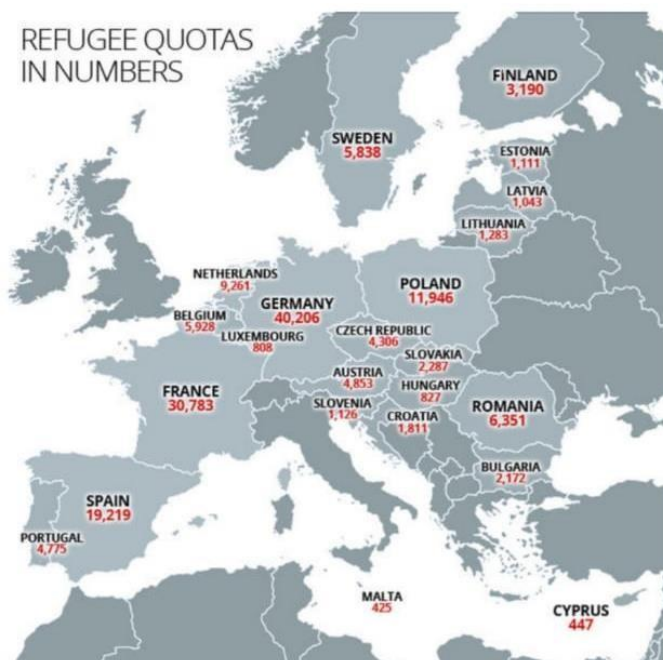 REFUGEE QUOTAS
IN NUMBERS
FiNLAND
3,190
SWEDEN
5,838
ESTONIA
1,111
LATVIA
1,043
LITHUANIA
1,283
NETHERLANDS
9,261
POLAND
11,946
GERMANY
40,206
BELGIUM
5,928
LUXEMBOURG
808
CZECH REPUBLIC
4,306
SLOVAKIA
2,287
AUSTRIA
4,853
HUNGARY
827
FRANCE
30,783
SLOVENIA
1,126
CROATIA
1,811
ROMANIA
6,351
BULGARIA
2,172
SPAIN
19,219
PORTUGAL
4,775
MALTA
425
CYPRUS
447